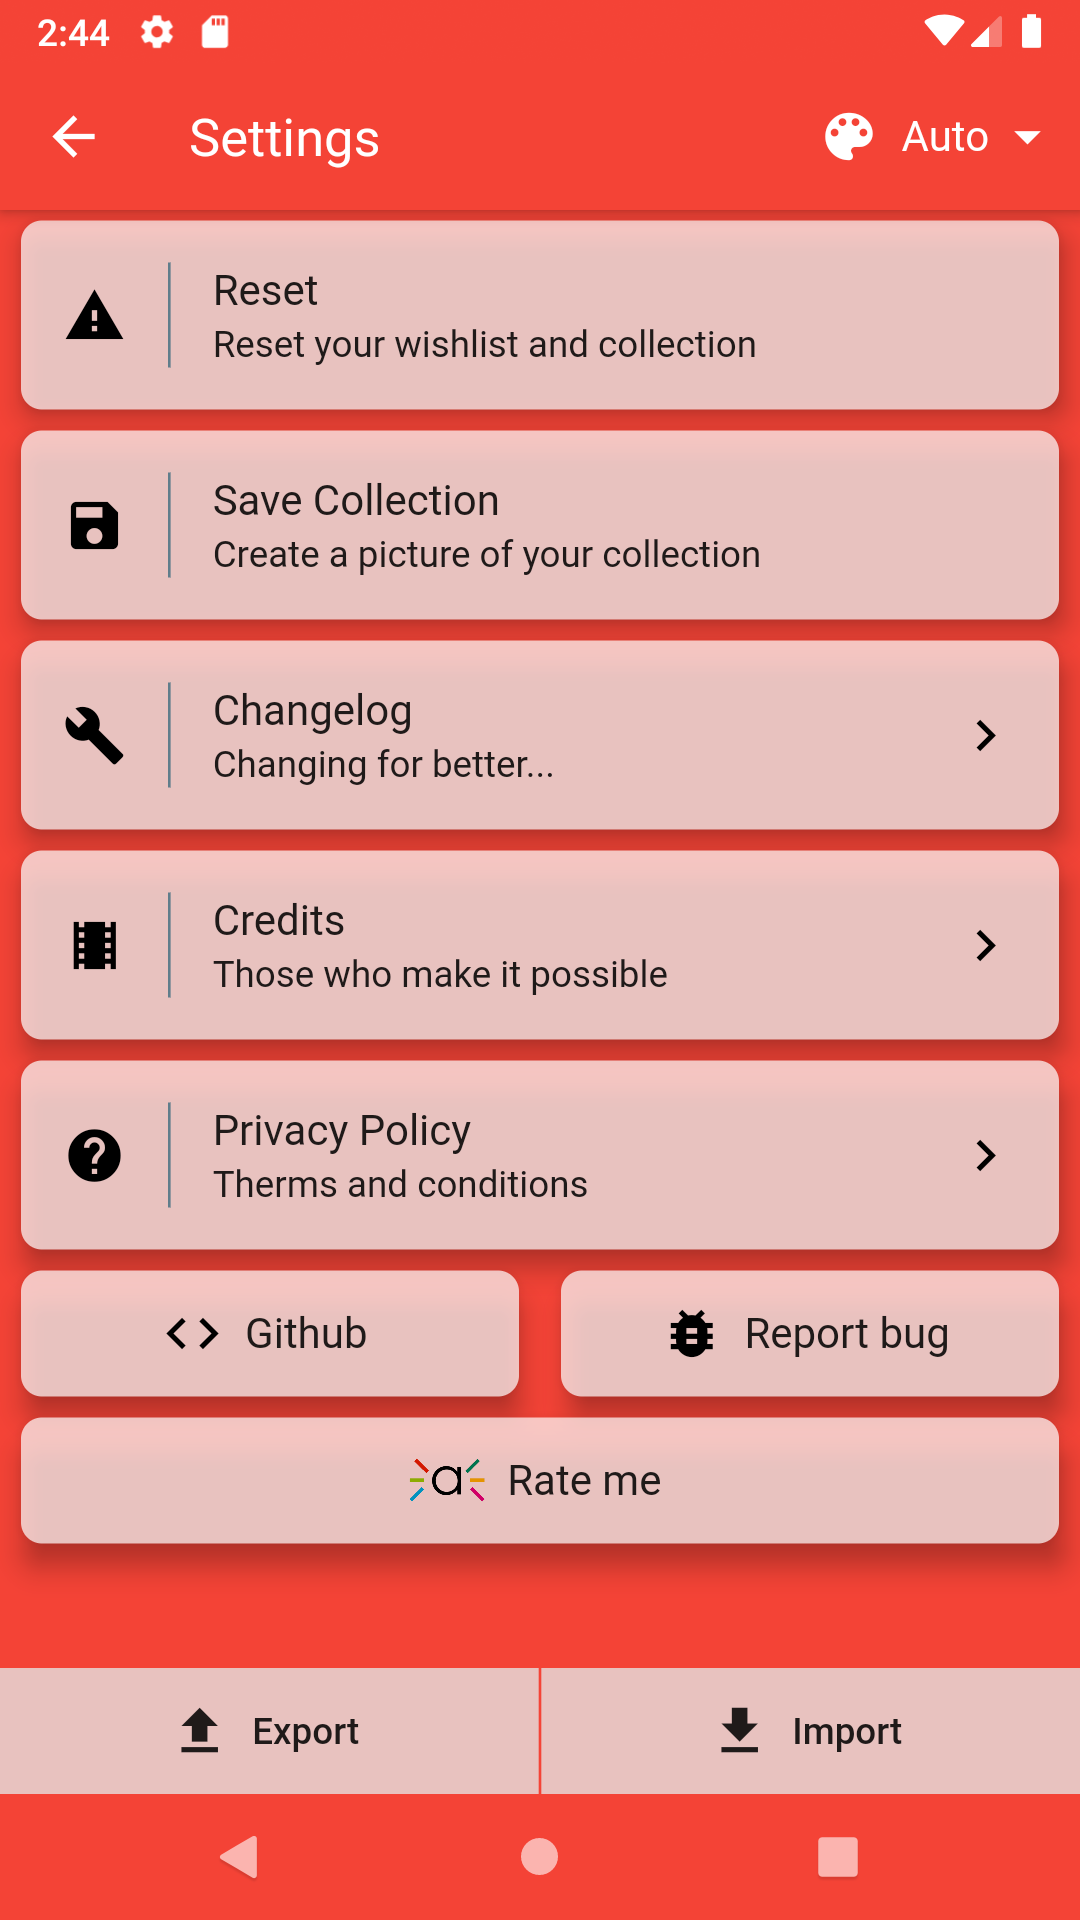 2:44
Settings
Auto
Reset
Reset your wishlist and collection
Save Collection
Create a picture of your collection
Changelog
Changing for better...
Credits
Those who make it possible
Privacy Policy
Therms and conditions
Github
Report bug
a Rate me
Export
Import